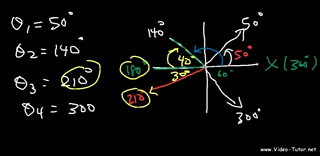 θ1 = 50°
θ2 = 140°
θ3 = 210°
θ4 = 300
140°
50°
180°
40°
30°
50°
60°
X (360°)
210
300°
www.Video-Tutor.net